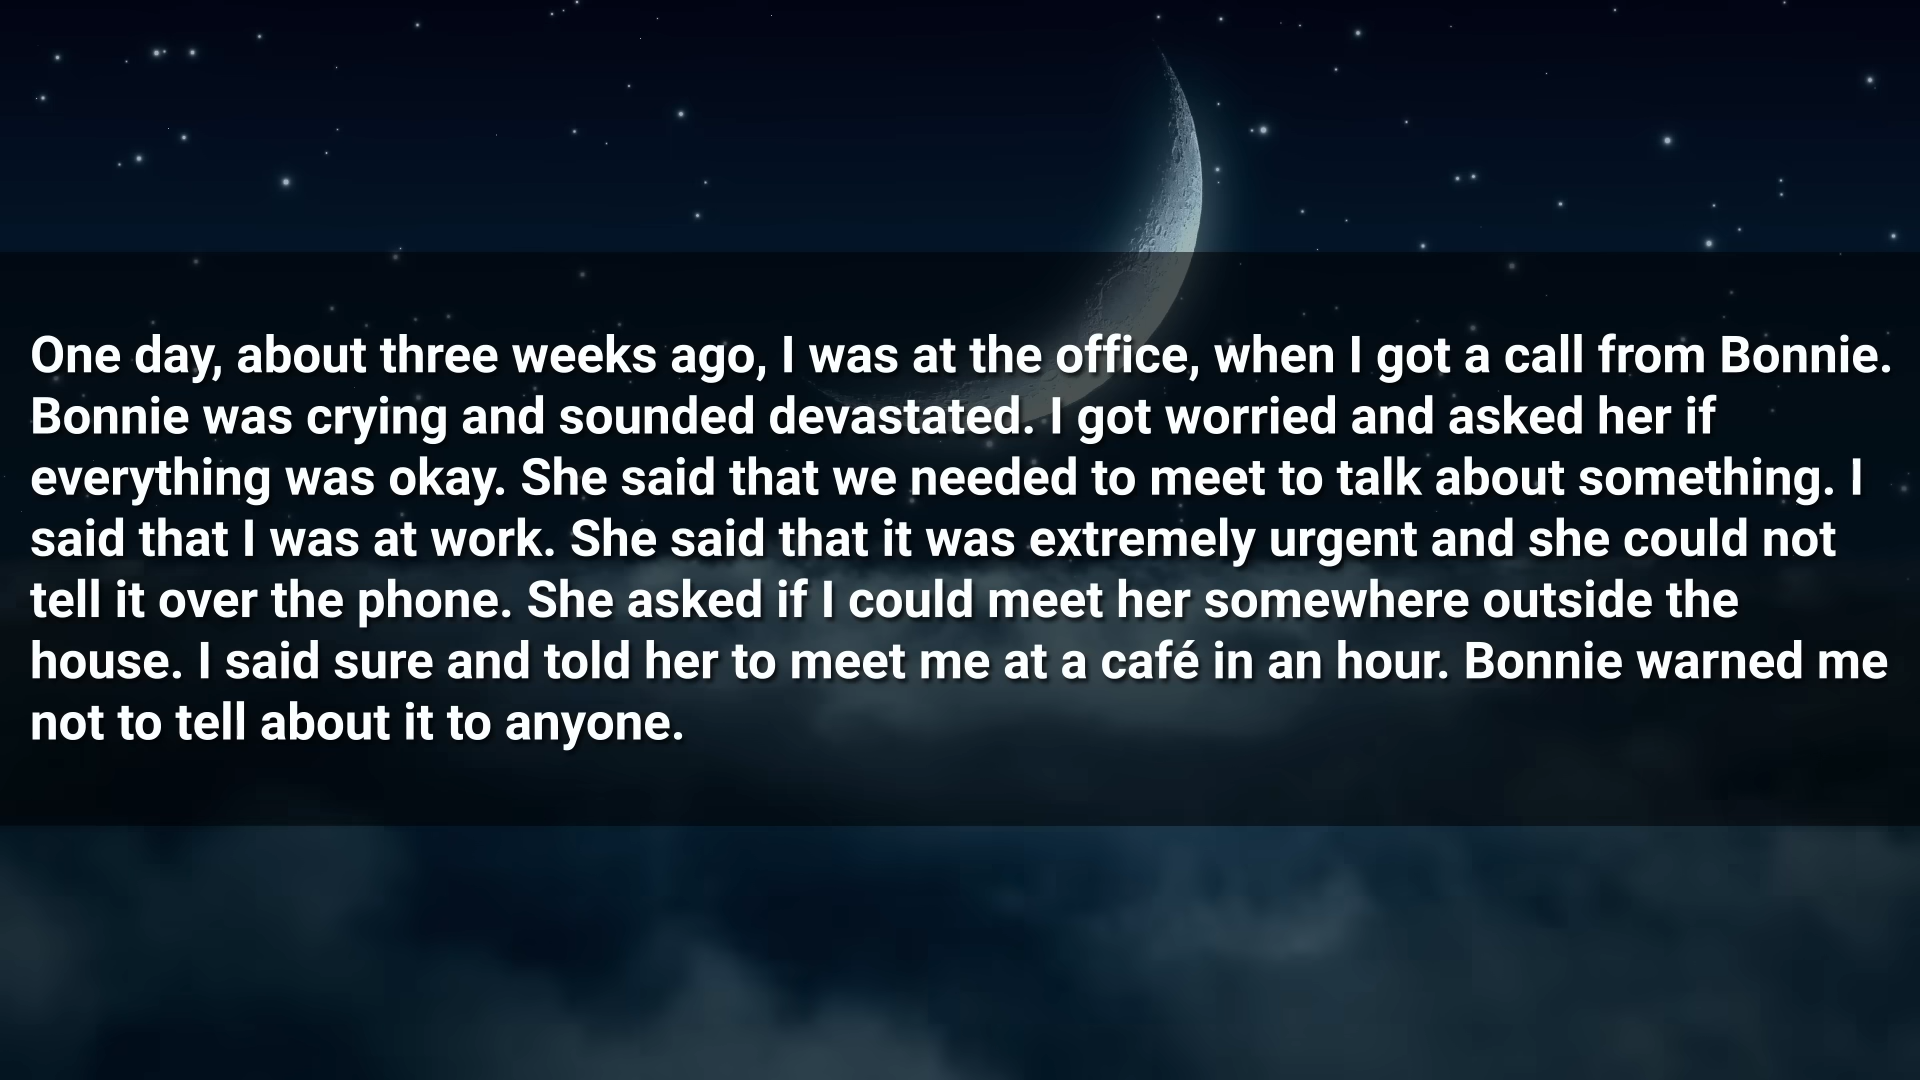 One day, about three weeks ago, I was at the office, when I got a call from Bonnie.
Bonnie was crying and sounded devastated. I got worried and asked her if
everything was okay. She said that we needed to meet to talk about something. I
said that I was at work. She said that it was extremely urgent and she could not
tell it over the phone. She asked if I could meet her somewhere outside the
house. I said sure and told her to meet me at a café in an hour. Bonnie warned me
not to tell about it to anyone.